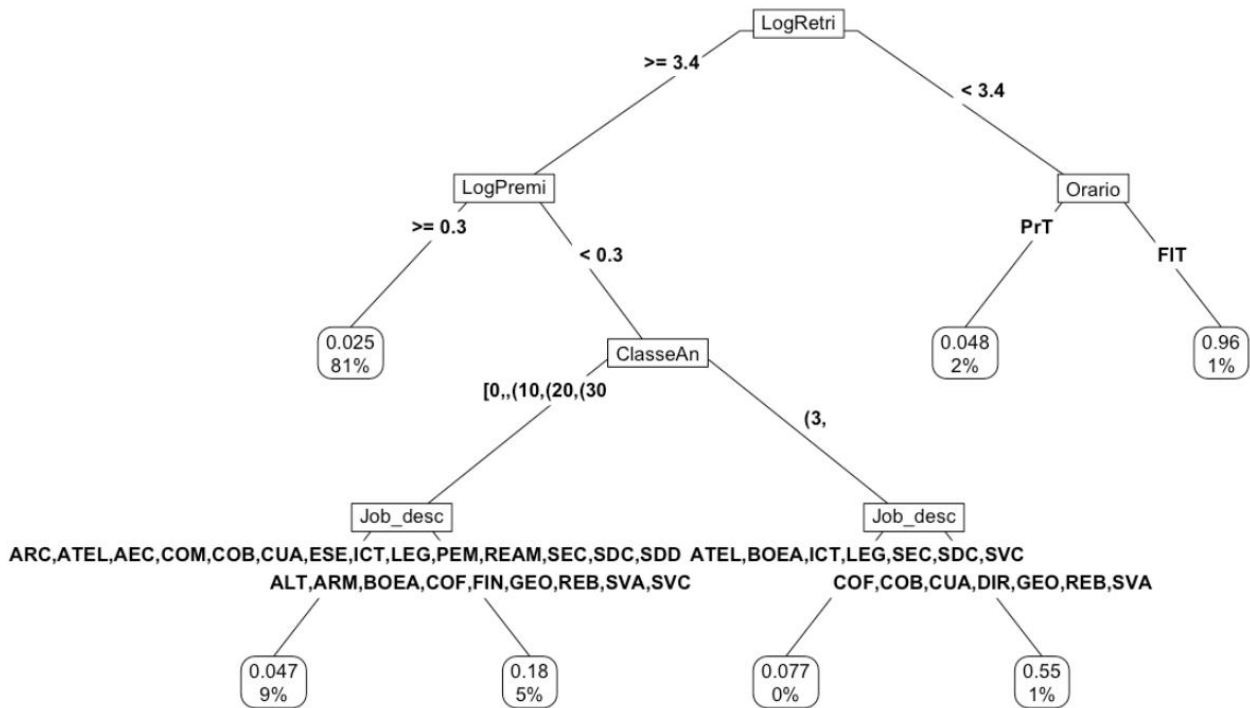 LogRetri
>= 3.4
< 3.4
LogPremi
Orario
>= 0.3
PrT
< 0.3
FIT
0.025
81%
ClasseAn
0.048
2%
0.96
1%
[0,,(10,(20,(30
(3,
Job_desc
Job_desc
ARC,ATEL,AEC,COM,COB,CUA,ESE,ICT,LEG,PEM,REAM,SEC,SDC,SDD
ATEL,BOEA,ICT,LEG,SEC,SDC,SVC
ALT,ARM,BOEA,COF,FIN,GEO,REB,SVA,SVC
COF,COB,CUA,DIR,GEO,REB,SVA
0.047
9%
0.18
5%
0.077
0%
0.55
1%